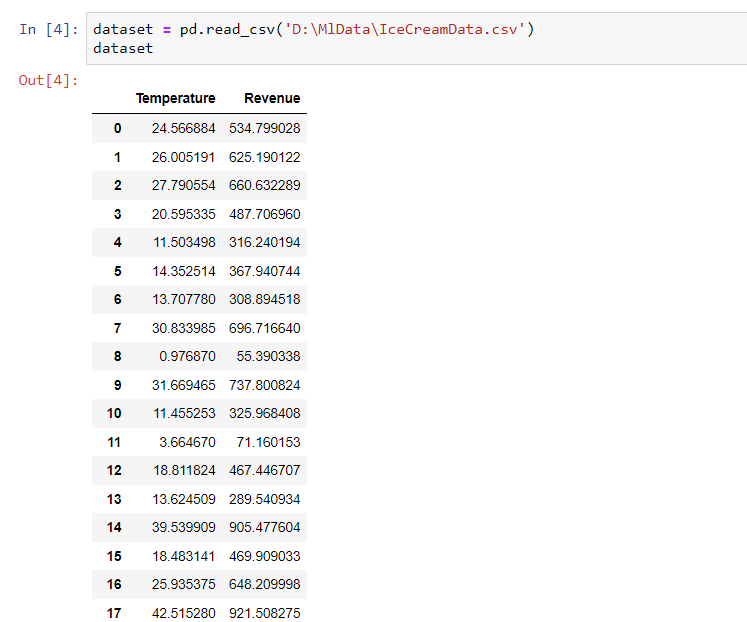 In [4]: dataset = pd.read_csv('D:\MlData\IceCreamData.csv')
dataset
Out[4]:
Temperature Revenue
0 24.566884 534.799028
1 26.005191 625.190122
2 27.790554 660.632289
3 20.595335 487.706960
4 11.503498 316.240194
5 14.352514 367.940744
6 13.707780 308.894518
7 30.833985 696.716640
8 0.976870 55.390338
9 31.669465 737.800824
10 11.455253 325.968408
11 3.664670 71.160153
12 18.811824 467.446707
13 13.624509 289.540934
14 39.539909 905.477604
15 18.483141 469.909033
16 25.935375 648.209998
17 42.515280 921.508275